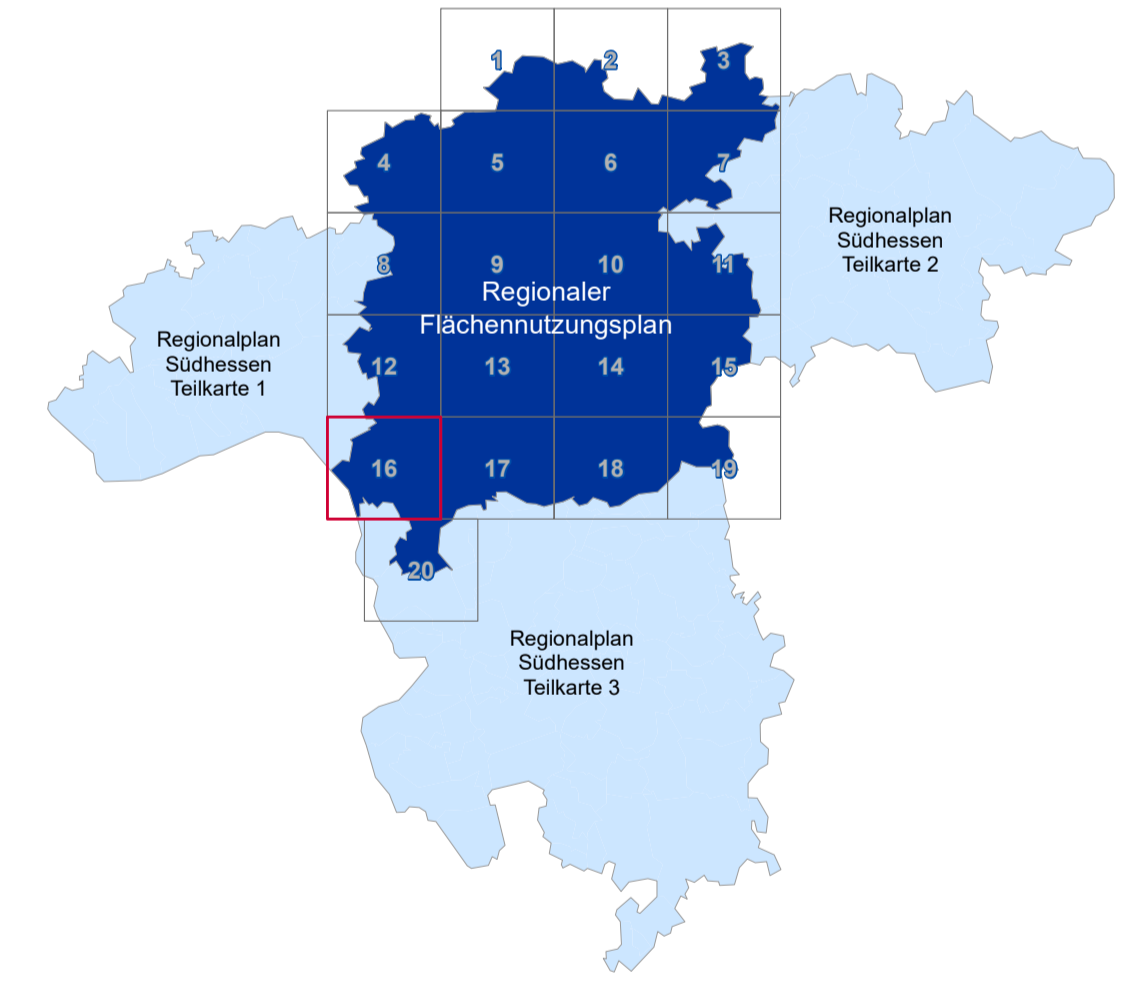 1
2
3
4
5
6
7
Regionalplan
Südhessen
Teilkarte 2
8
9
10
11
Regionaler
Flächennutzungsplan
Regionalplan
Südhessen
Teilkarte 1
12
13
14
15
16
17
18
19
20
Regionalplan
Südhessen
Teilkarte 3